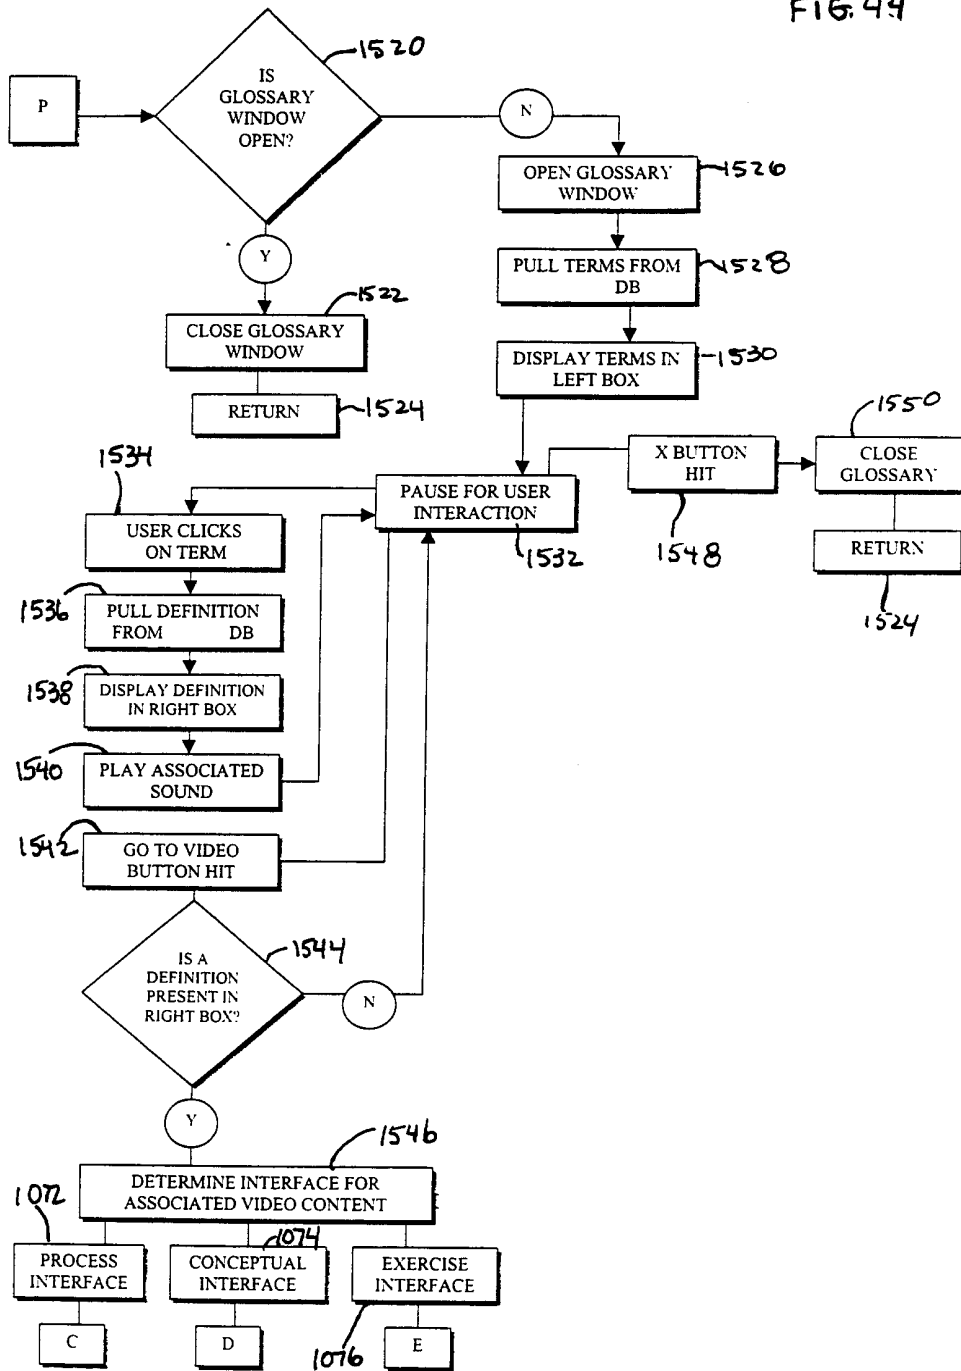 FIG. 44
1520
P
IS
GLOSSARY
WINDOW
OPEN?
N
Y
OPEN GLOSSARY
WINDOW
1526
PULL TERMS FROM
DB
1528
1522
CLOSE GLOSSARY
WINDOW
DISPLAY TERMS IN
LEFT BOX
1530
RETURN
1524
1550
X BUTTON
HIT
1548
CLOSE
GLOSSARY
RETURN
1524
PAUSE FOR USER
INTERACTION
1532
1534
USER CLICKS
ON TERM
1536
PULL DEFINITION
FROM DB
1538
DISPLAY DEFINITION
IN RIGHT BOX
1540
PLAY ASSOCIATED
SOUND
1542
GO TO VIDEO
BUTTON HIT
1544
IS A
DEFINITION
PRESENT IN
RIGHT BOX?
N
Y
1546
DETERMINE INTERFACE FOR
ASSOCIATED VIDEO CONTENT
1072
PROCESS
INTERFACE
1074
CONCEPTUAL
INTERFACE
EXERCISE
INTERFACE
1076
C
D
E